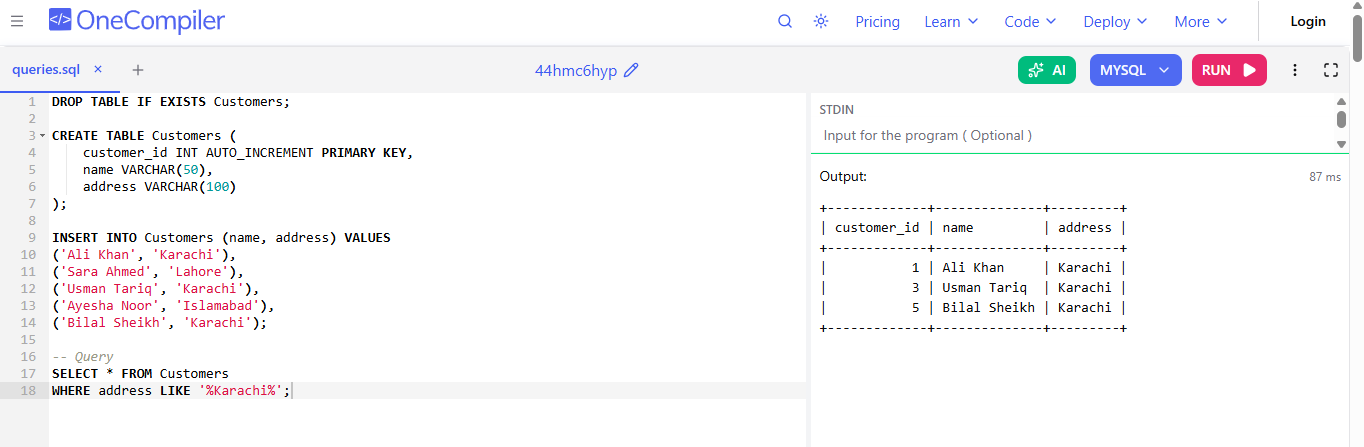 OneCompiler
Pricing Learn Code Deploy More Login
queries.sql × + 44hmc6hyp AI MYSQL RUN
1 DROP TABLE IF EXISTS Customers;
2
3 CREATE TABLE Customers (
4     customer_id INT AUTO_INCREMENT PRIMARY KEY,
5     name VARCHAR(50),
6     address VARCHAR(100)
7 );
8
9 INSERT INTO Customers (name, address) VALUES
10 ('Ali Khan', 'Karachi'),
11 ('Sara Ahmed', 'Lahore'),
12 ('Usman Tariq', 'Karachi'),
13 ('Ayesha Noor', 'Islamabad'),
14 ('Bilal Sheikh', 'Karachi');
15
16 -- Query
17 SELECT * FROM Customers
18 WHERE address LIKE '%Karachi%';
STDIN
Input for the program ( Optional )
Output: 87 ms
+-------------+--------------+---------+
| customer_id | name         | address |
+-------------+--------------+---------+
|           1 | Ali Khan     | Karachi |
|           3 | Usman Tariq  | Karachi |
|           5 | Bilal Sheikh | Karachi |
+-------------+--------------+---------+